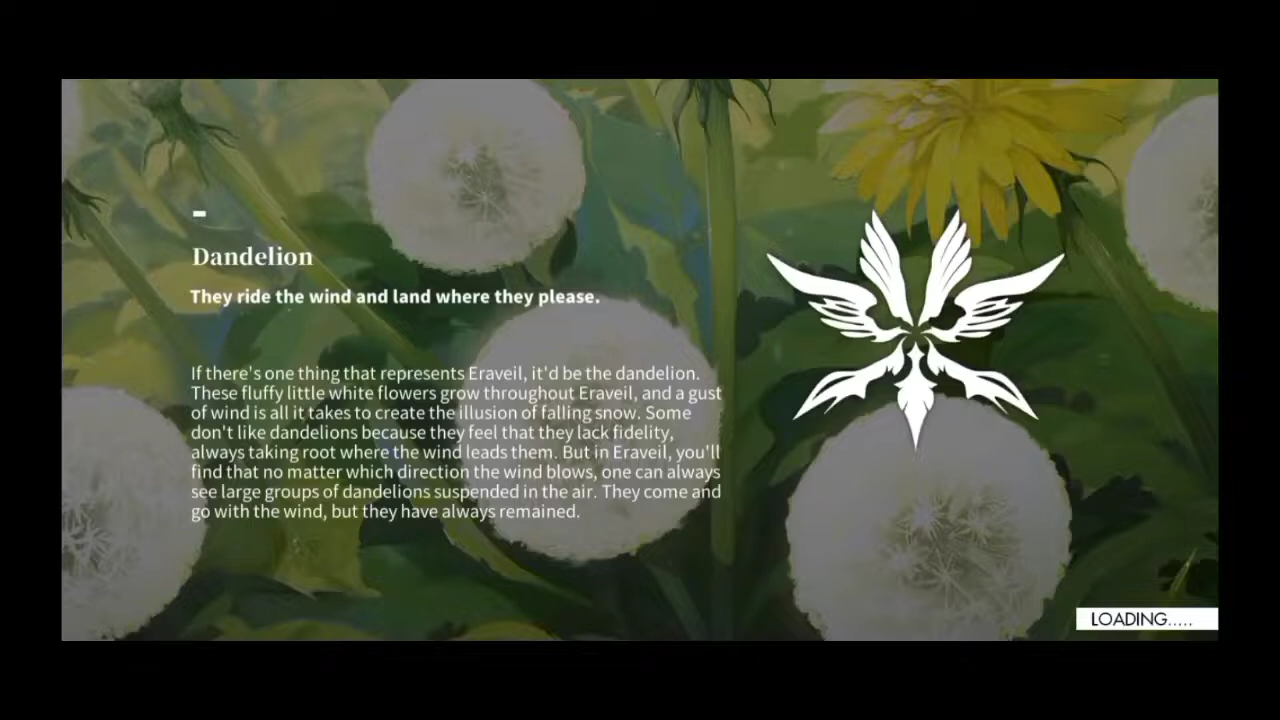 Dandelion
They ride the wind and land where they please.
If there's one thing that represents Eraveil, it'd be the dandelion.
These fluffy little white flowers grow throughout Eraveil, and a gust
of wind is all it takes to create the illusion of falling snow. Some
don't like dandelions because they feel that they lack fidelity,
always taking root where the wind leads them. But in Eraveil, you'll
find that no matter which direction the wind blows, one can always
see large groups of dandelions suspended in the air. They come and
go with the wind, but they have always remained.
LOADING.....